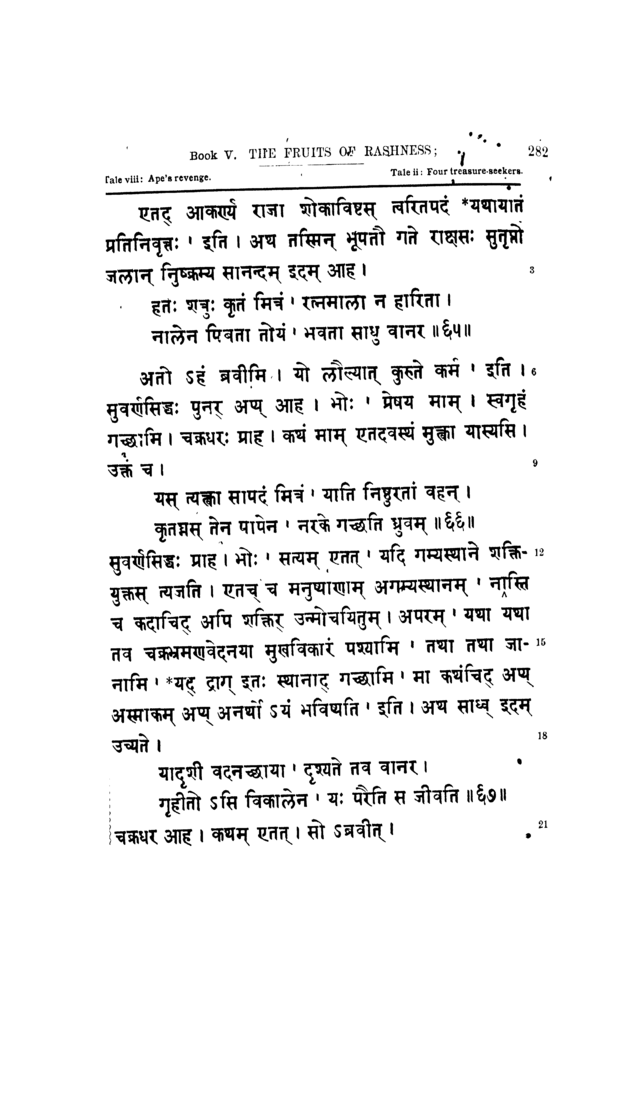 Book V. THE FRUITS OF RASHNESS; 282
Tale viii: Ape's revenge. Tale ii: Four treasure-seekers.
एतद् आकर्ण्य राजा शोकाविष्टस् त्वरितपदं *यथायातं
प्रतिनिवृत्तः ' इति । अथ तस्मिन् भूपतौ गते राक्षसः सुतृप्तो
जलान् निष्क्रम्य सानन्दम् इदम् आह । 3
हतः शत्रुः कृतं मित्रं ' रत्नमाला न हारिता ।
नालेन पिबता तोयं ' भवता साधु वानर ॥६५॥
अतो ऽहं ब्रवीमि । यो लौल्यात् कुरुते कर्म ' इति । 6
सुवर्णसिद्धः पुनर् अप्य् आह । भोः ' प्रेषय माम् । स्वगृहं
गच्छामि । चक्रधरः प्राह । कथं माम् एतदवस्थं मुक्त्वा यास्यसि ।
उक्तं च । 9
यस् त्यक्त्वा सापदं मित्रं ' याति निष्ठुरतां वहन् ।
कृतघ्नस् तेन पापेन ' नरके गच्छति ध्रुवम् ॥६६॥
सुवर्णसिद्धः प्राह । भोः ' सत्यम् एतत् ' यदि गम्यस्थाने शक्ति- 12
युक्तस् त्यजति । एतच् च मनुष्याणाम् अगम्यस्थानम् ' नास्ति
च कदाचिद् अपि शक्तिर् उन्मोचयितुम् । अपरम् ' यथा यथा
तव चक्रभ्रमणवेदनया मुखविकारं पश्यामि ' तथा तथा जा- 15
नामि ' *यद् द्राग् इतः स्थानाद् गच्छामि ' मा कथंचिद् अप्य्
अस्माकम् अप्य् अनर्थो ऽयं भविष्यति ' इति । अथ साध्व् इदम्
उच्यते । 18
यादृशी वदनच्छाया ' दृश्यते तव वानर ।
गृहीतो ऽसि विकालेन ' यः परैति स जीवति ॥६७॥
चक्रधर आह । कथम् एतत् । सो ऽब्रवीत् । 21